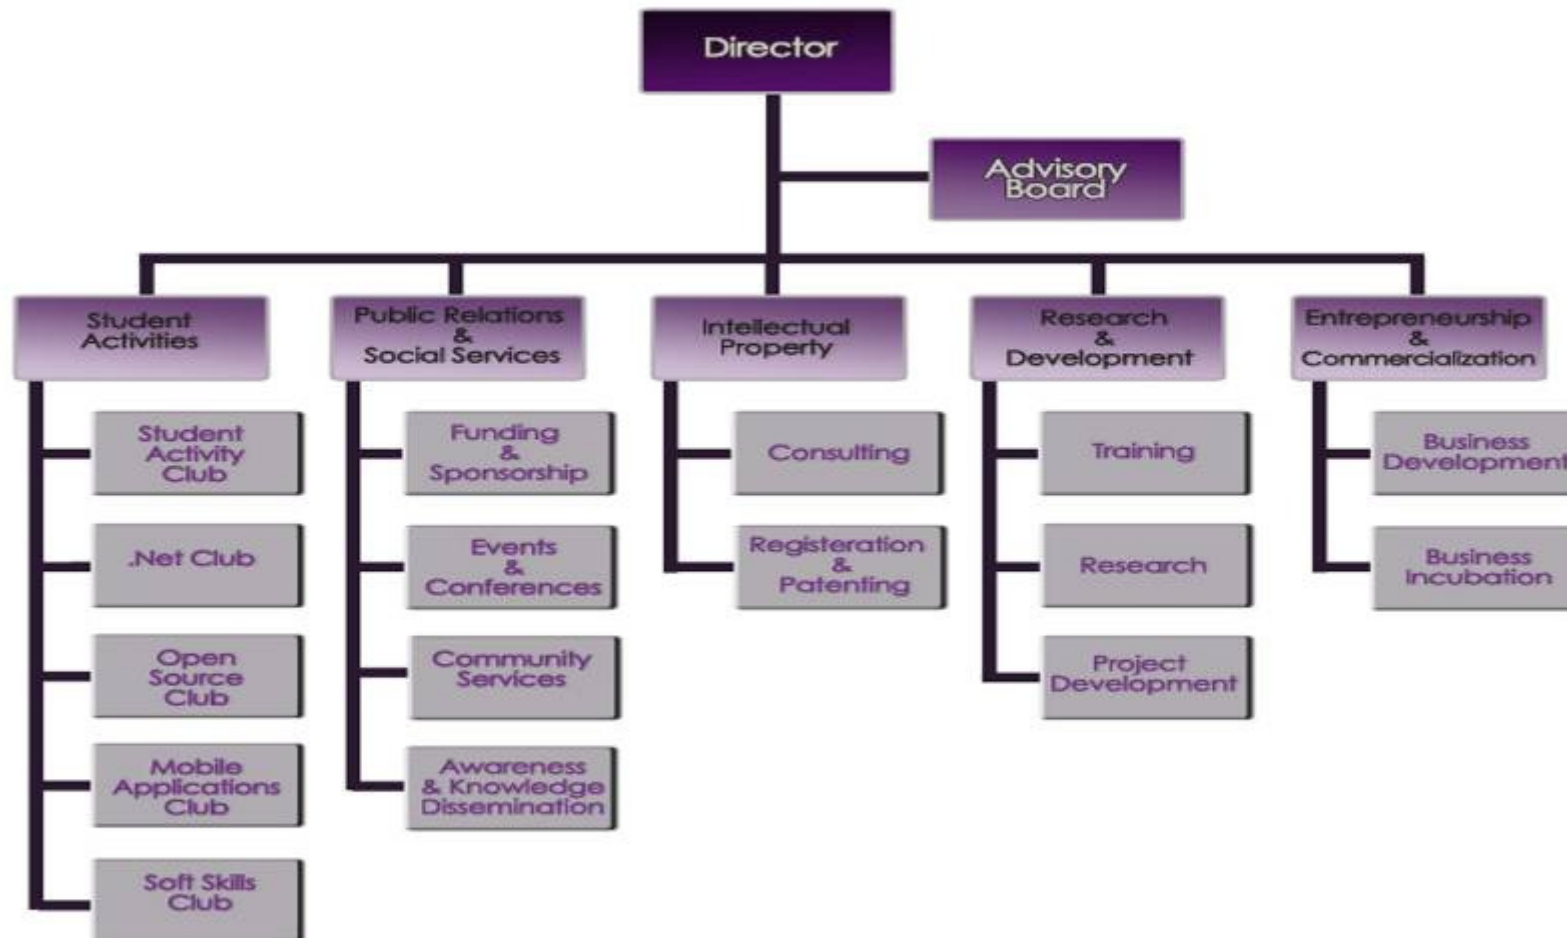 Director
Advisory
Board
Student
Activities
Public Relations
&
Social Services
Intellectual
Property
Research
&
Development
Entrepreneurship
&
Commercialization
Student
Activity
Club
.Net Club
Open
Source
Club
Mobile
Applications
Club
Soft Skills
Club
Funding
&
Sponsorship
Events
&
Conferences
Community
Services
Awareness
& Knowledge
Dissemination
Consulting
Registeration
&
Patenting
Training
Research
Project
Development
Business
Development
Business
Incubation